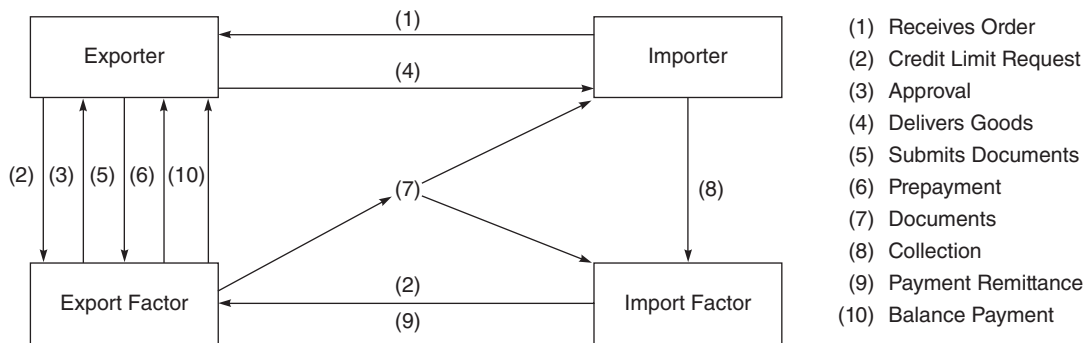 (1)
Exporter
Importer
(4)
(2) (3) (5) (6) (10)
(7)
(8)
(2)
Export Factor
Import Factor
(9)
(1) Receives Order
(2) Credit Limit Request
(3) Approval
(4) Delivers Goods
(5) Submits Documents
(6) Prepayment
(7) Documents
(8) Collection
(9) Payment Remittance
(10) Balance Payment